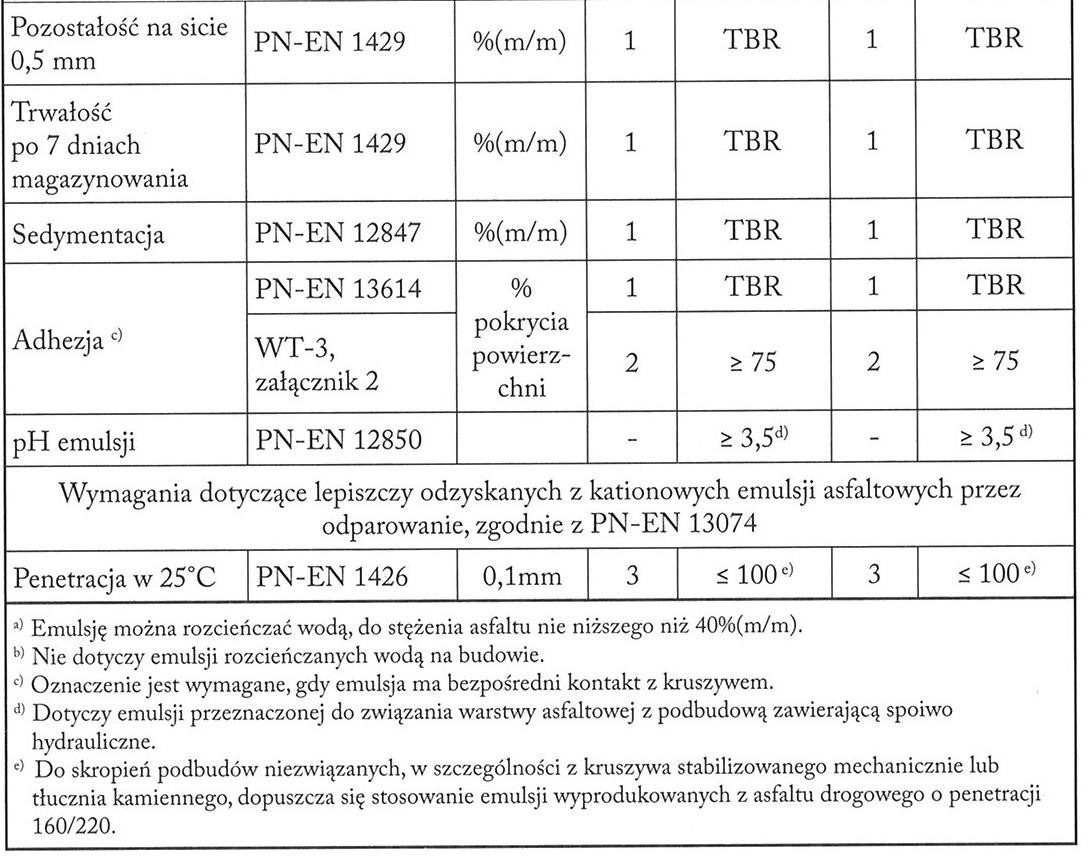 Pozostałość na sicie
0,5 mm
PN-EN 1429
%(m/m)
1
TBR
1
TBR
Trwałość
po 7 dniach
magazynowania
PN-EN 1429
%(m/m)
1
TBR
1
TBR
Sedymentacja
PN-EN 12847
%(m/m)
1
TBR
1
TBR
Adhezja c)
PN-EN 13614
%
pokrycia
powierz-
chni
1
TBR
1
TBR
WT-3,
załącznik 2
2
≥ 75
2
≥ 75
pH emulsji
PN-EN 12850
-
≥ 3,5d)
-
≥ 3,5 d)
Wymagania dotyczące lepiszczy odzyskanych z kationowych emulsji asfaltowych przez
odparowanie, zgodnie z PN-EN 13074
Penetracja w 25°C
PN-EN 1426
0,1mm
3
≤ 100 e)
3
≤ 100 e)
a) Emulsję można rozcieńczać wodą, do stężenia asfaltu nie niższego niż 40%(m/m).
b) Nie dotyczy emulsji rozcieńczanych wodą na budowie.
c) Oznaczenie jest wymagane, gdy emulsja ma bezpośredni kontakt z kruszywem.
d) Dotyczy emulsji przeznaczonej do związania warstwy asfaltowej z podbudową zawierającą spoiwo
hydrauliczne.
e) Do skropień podbudów niezwiązanych, w szczególności z kruszywa stabilizowanego mechanicznie lub
tłucznia kamiennego, dopuszcza się stosowanie emulsji wyprodukowanych z asfaltu drogowego o penetracji
160/220.